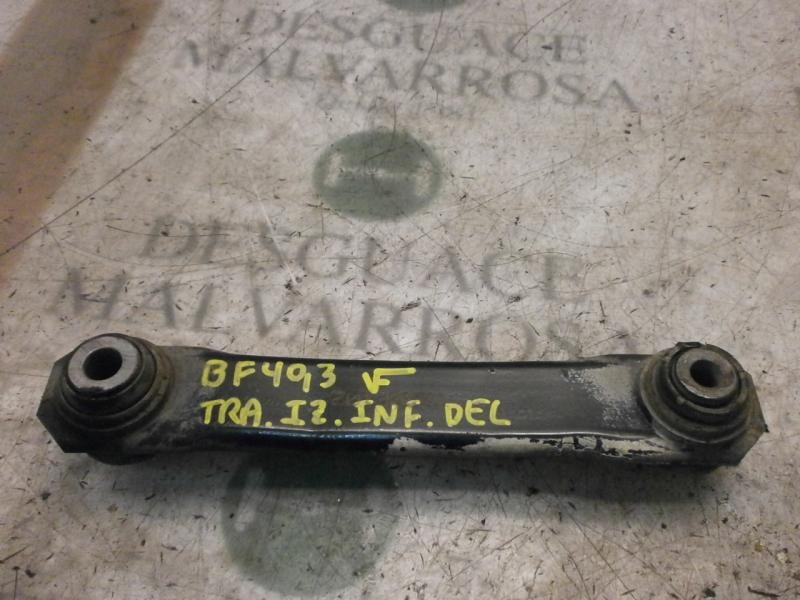 DESGUACE
MALVARROSA
DESGUACE
MALVARROSA
BF493 V
TRA. IZ. INF. DEL